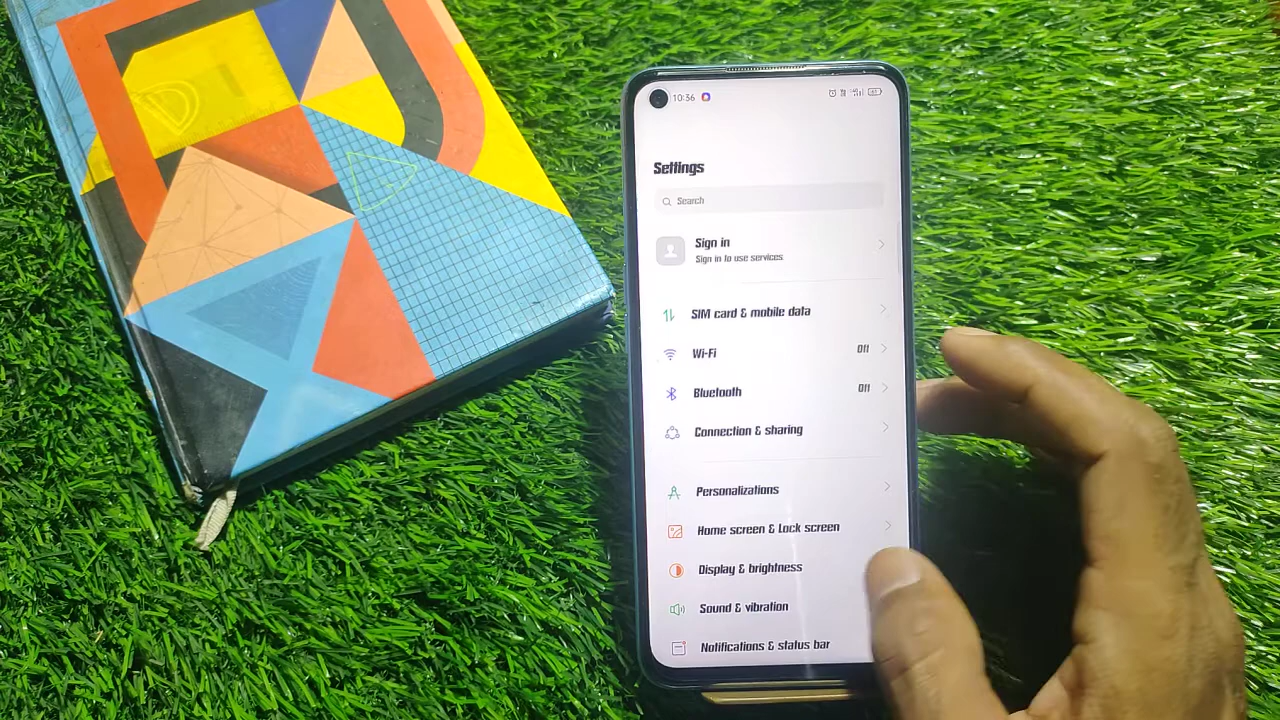 10:36
Settings
Search
Sign in
Sign in to use services.
SIM card & mobile data
Wi-Fi
Off
Bluetooth
Off
Connection & sharing
Personalizations
Home screen & Lock screen
Display & brightness
Sound & vibration
Notifications & status bar